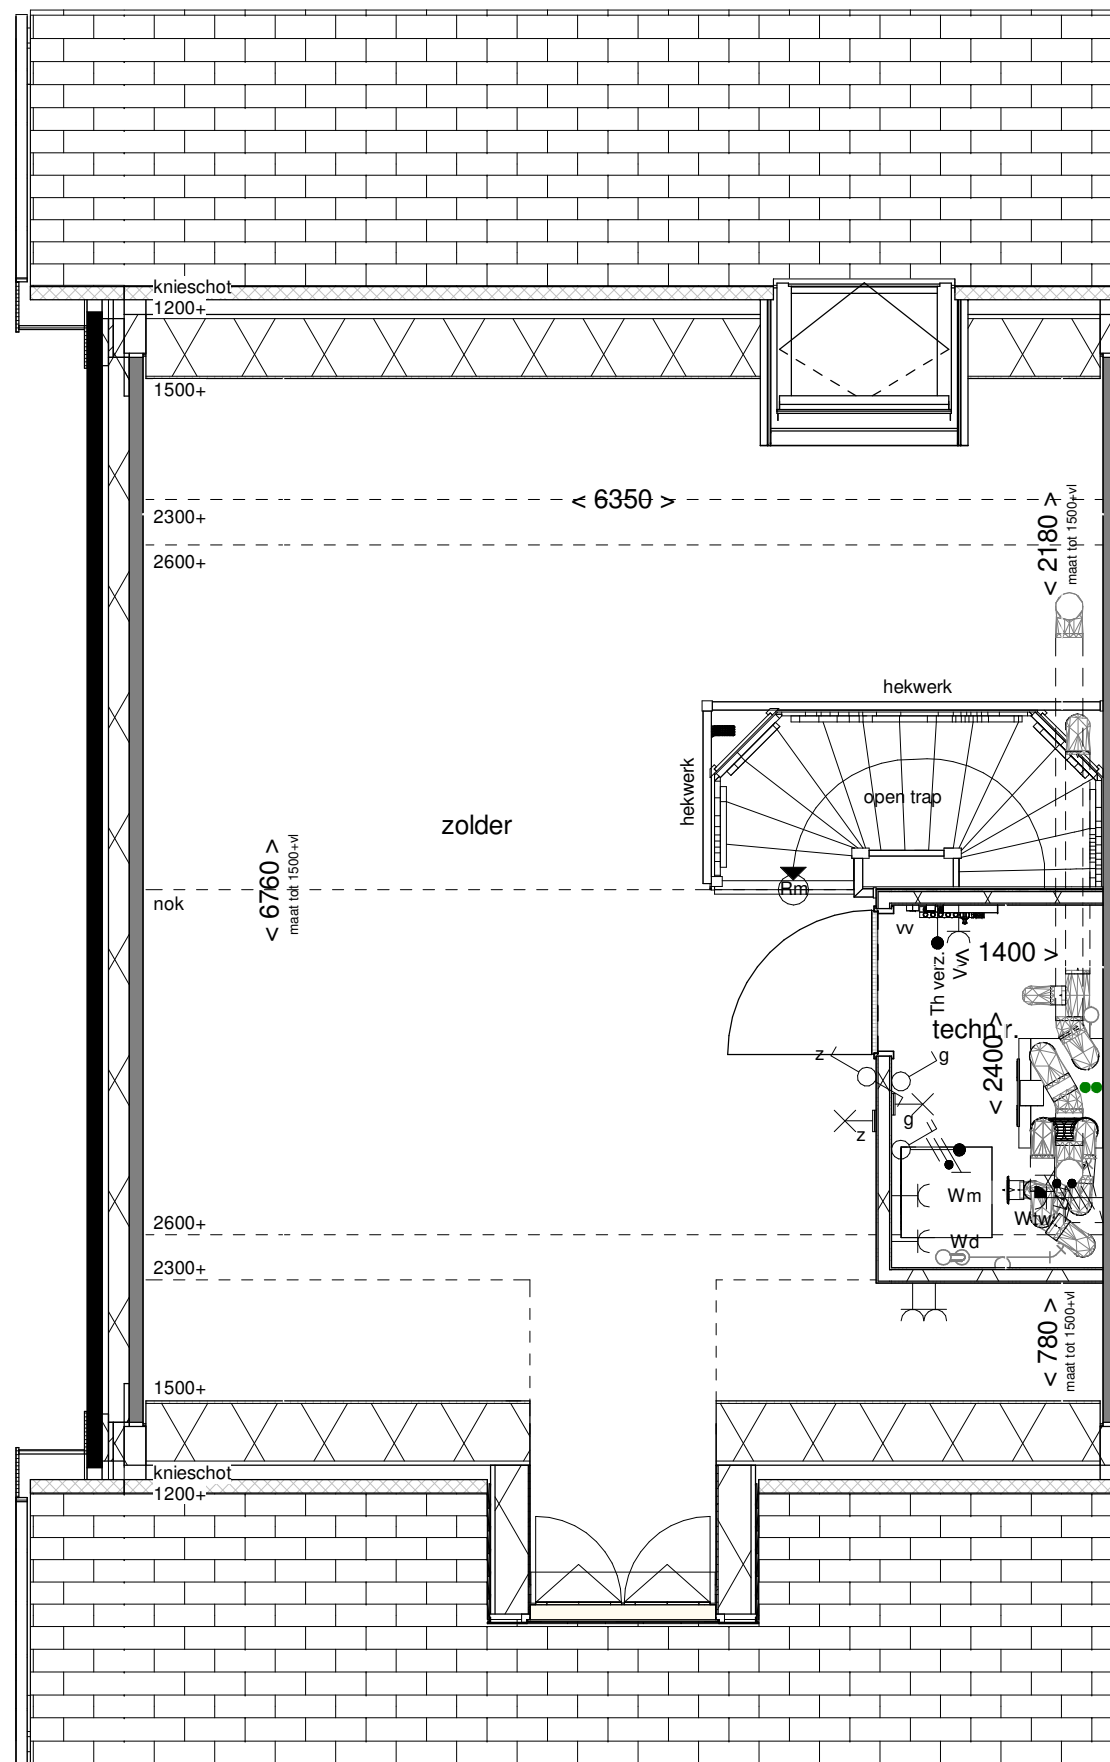 knieschot
1200+
1500+
< 6350 >
2300+
2600+
< 2180 >
maat tot 1500+vl
hekwerk
hekwerk
open trap
zolder
Rm
nok
< 6760 >
maat tot 1500+vl
vv
Th verz.
VvA
1400 >
techn.r.
< 2400 >
z
g
g
z
Wm
Wtw
Wd
2600+
2300+
< 780 >
maat tot 1500+vl
1500+
knieschot
1200+